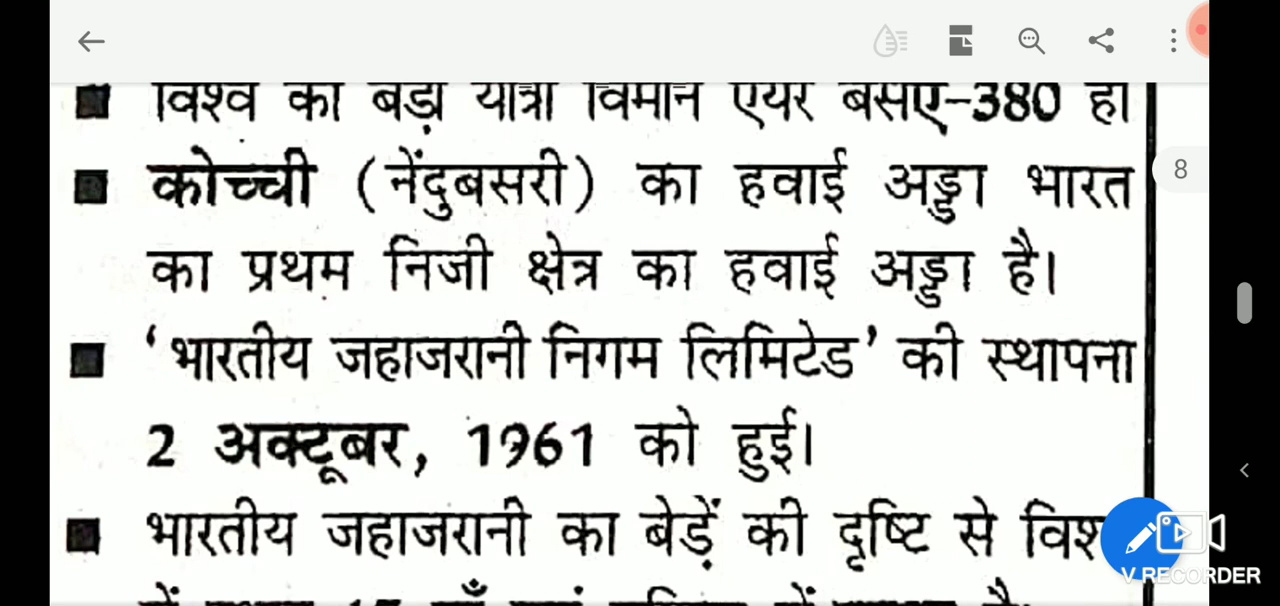 विश्व का बड़ा यात्री विमान एयर बसए-380 हा
■ कोच्ची (नेंदुबसरी) का हवाई अड्डा भारत
8
का प्रथम निजी क्षेत्र का हवाई अड्डा है।
■ ‘भारतीय जहाजरानी निगम लिमिटेड’ की स्थापना
2 अक्टूबर, 1961 को हुई।
■ भारतीय जहाजरानी का बेड़ें की दृष्टि से विश
V RECORDER